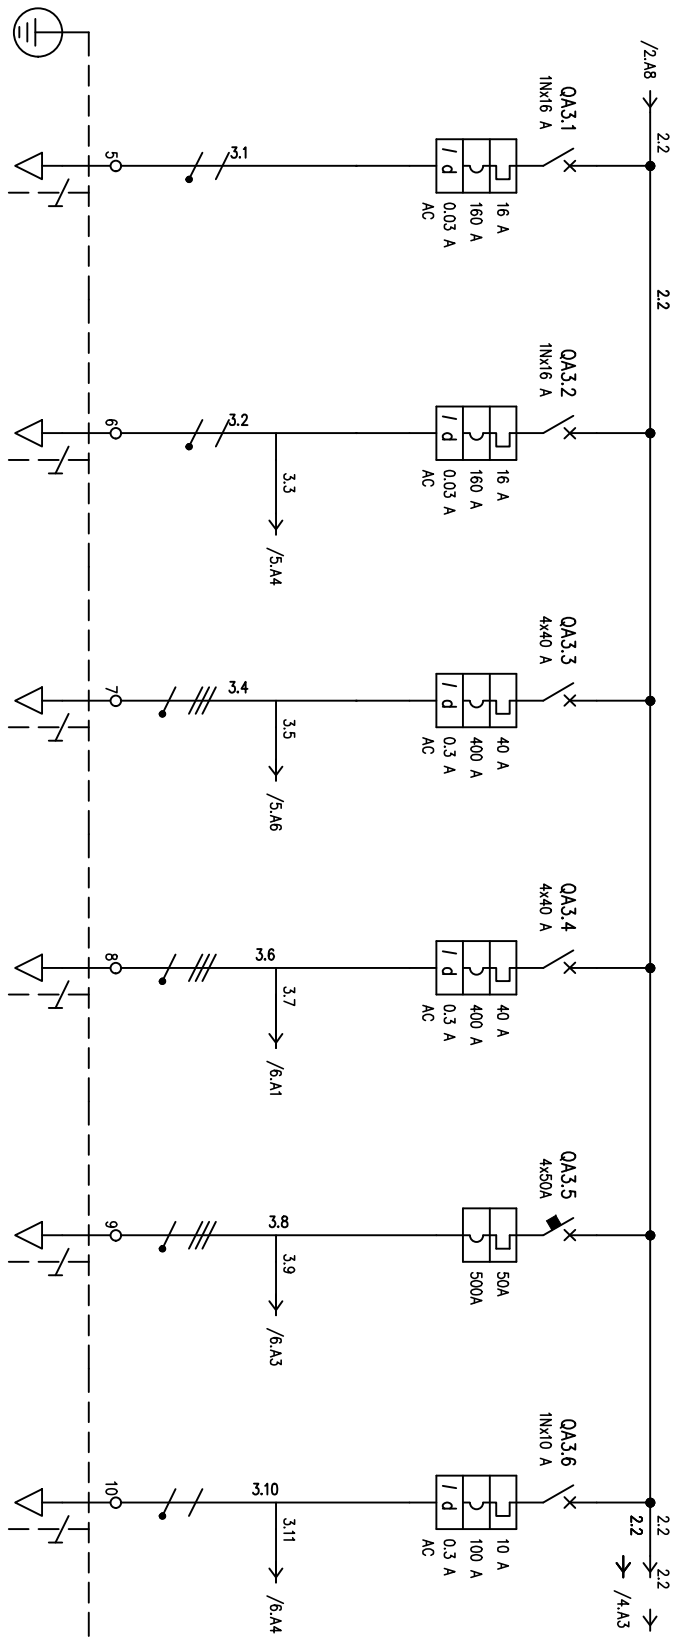 /2.A8
2.2
2.2
QA3.1
1Nx16 A
16 A
160 A
0.03 A
AC
I d
3.1
5
QA3.2
1Nx16 A
16 A
160 A
0.03 A
AC
I d
3.2
3.3
/5.A4
6
QA3.3
4x40 A
40 A
400 A
0.3 A
AC
I d
3.4
3.5
/5.A6
7
QA3.4
4x40 A
40 A
400 A
0.3 A
AC
I d
3.6
3.7
/6.A1
8
QA3.5
4x50A
50A
500A
3.8
3.9
/6.A3
9
QA3.6
1Nx10 A
10 A
100 A
0.3 A
AC
I d
3.10
3.11
/6.A4
10
2.2
2.2
2.2
/4.A3